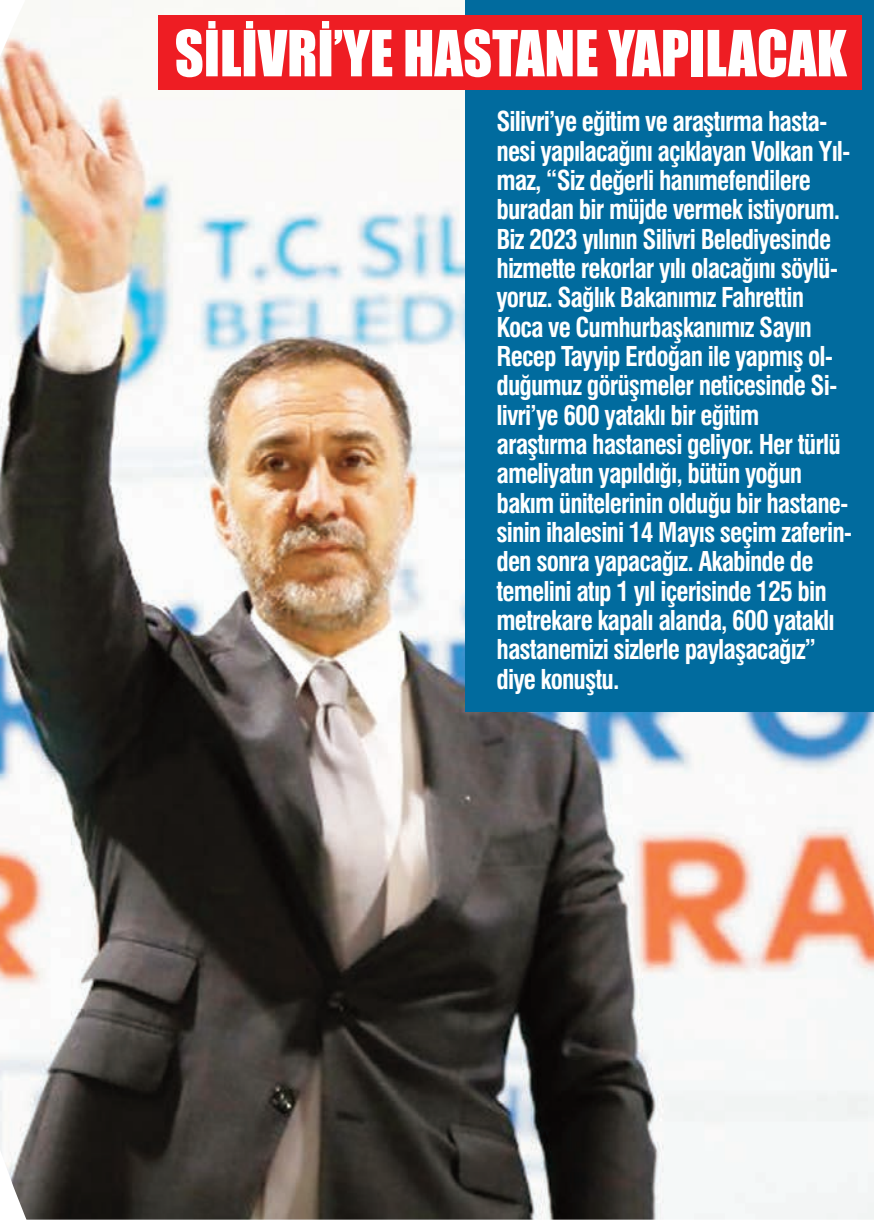 SİLİVRİ’YE HASTANE YAPILACAK
Silivri’ye eğitim ve araştırma hasta-
nesi yapılacağını açıklayan Volkan Yıl-
maz, “Siz değerli hanımefendilere
buradan bir müjde vermek istiyorum.
Biz 2023 yılının Silivri Belediyesinde
hizmette rekorlar yılı olacağını söylü-
yoruz. Sağlık Bakanımız Fahrettin
Koca ve Cumhurbaşkanımız Sayın
Recep Tayyip Erdoğan ile yapmış ol-
duğumuz görüşmeler neticesinde Si-
livri’ye 600 yataklı bir eğitim
araştırma hastanesi geliyor. Her türlü
ameliyatın yapıldığı, bütün yoğun
bakım ünitelerinin olduğu bir hastane-
sinin ihalesini 14 Mayıs seçim zaferin-
den sonra yapacağız. Akabinde de
temelini atıp 1 yıl içerisinde 125 bin
metrekare kapalı alanda, 600 yataklı
hastanemizi sizlerle paylaşacağız”
diye konuştu.
T.C. SİL
BELED
R RA